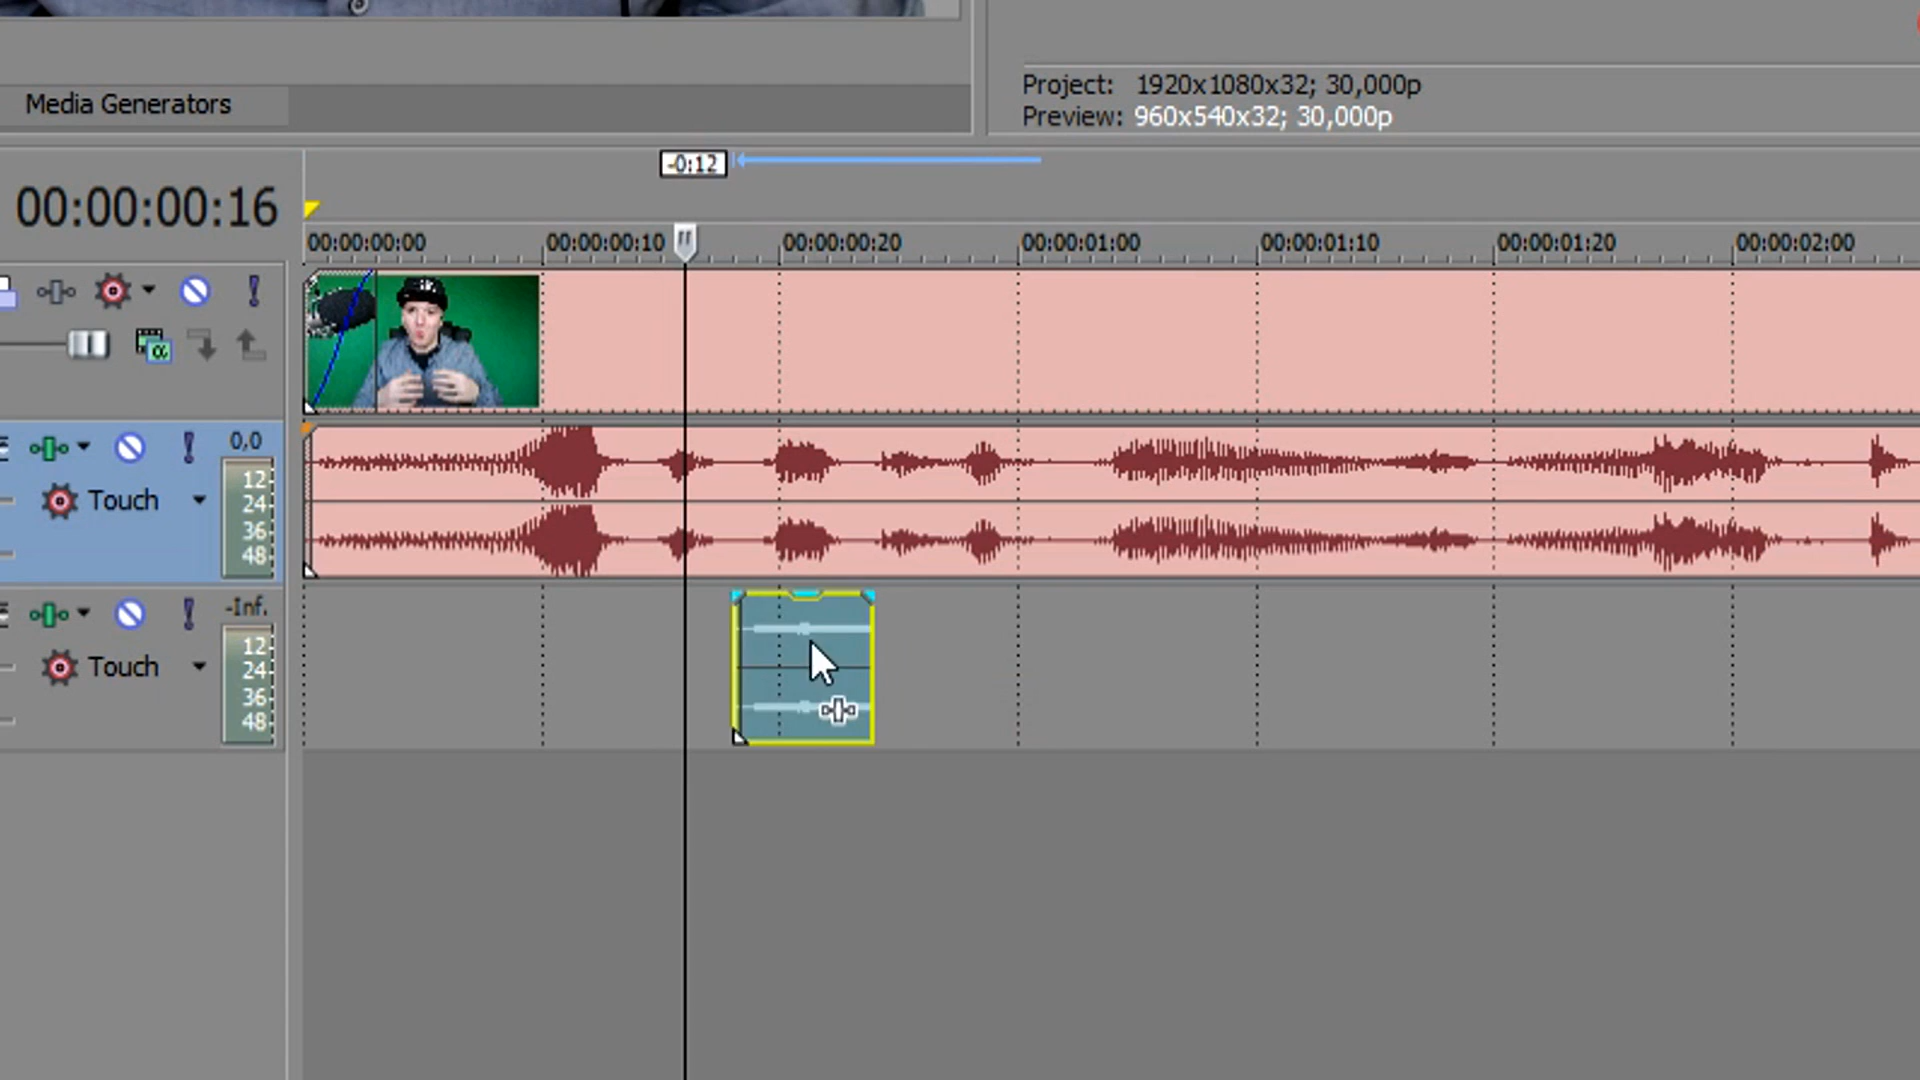 Media Generators
Project: 1920x1080x32; 30,000p
Preview: 960x540x32; 30,000p
-0:12
00:00:00:16
00:00:00:00 00:00:00:10 00:00:00:20 00:00:01:00 00:00:01:10 00:00:01:20 00:00:02:00
0,0
12
24
36
48
Touch
-Inf.
12
24
36
48
Touch